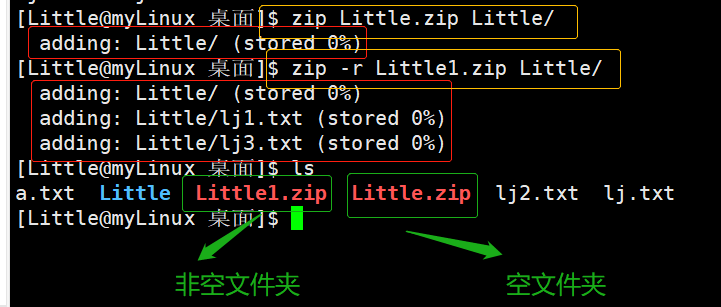 [Little@myLinux 桌面]$ zip Little.zip Little/
adding: Little/ (stored 0%)
[Little@myLinux 桌面]$ zip -r Little1.zip Little/
adding: Little/ (stored 0%)
adding: Little/lj1.txt (stored 0%)
adding: Little/lj3.txt (stored 0%)
[Little@myLinux 桌面]$ ls
a.txt Little Little1.zip Little.zip lj2.txt lj.txt
[Little@myLinux 桌面]$
非空文件夹 空文件夹